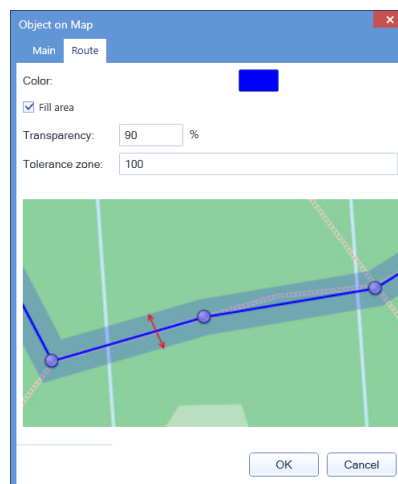 Object on Map
Main Route
Color:
Fill area
Transparency: 90 %
Tolerance zone: 100
OK Cancel